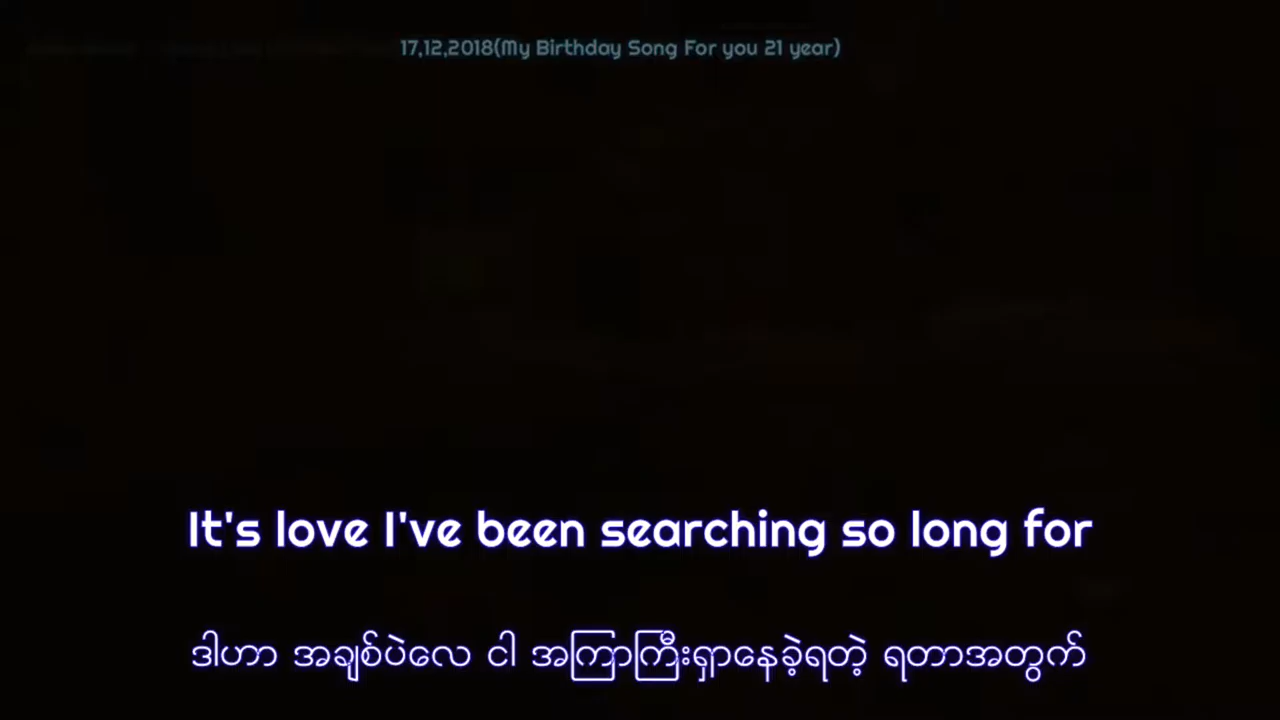 17,12,2018(My Birthday Song For you 21 year)
It's love I've been searching so long for
ဒါဟာ အချစ်ပဲလေ ငါ အကြာကြီးရှာနေခဲ့ရတဲ့ ရတာအတွက်